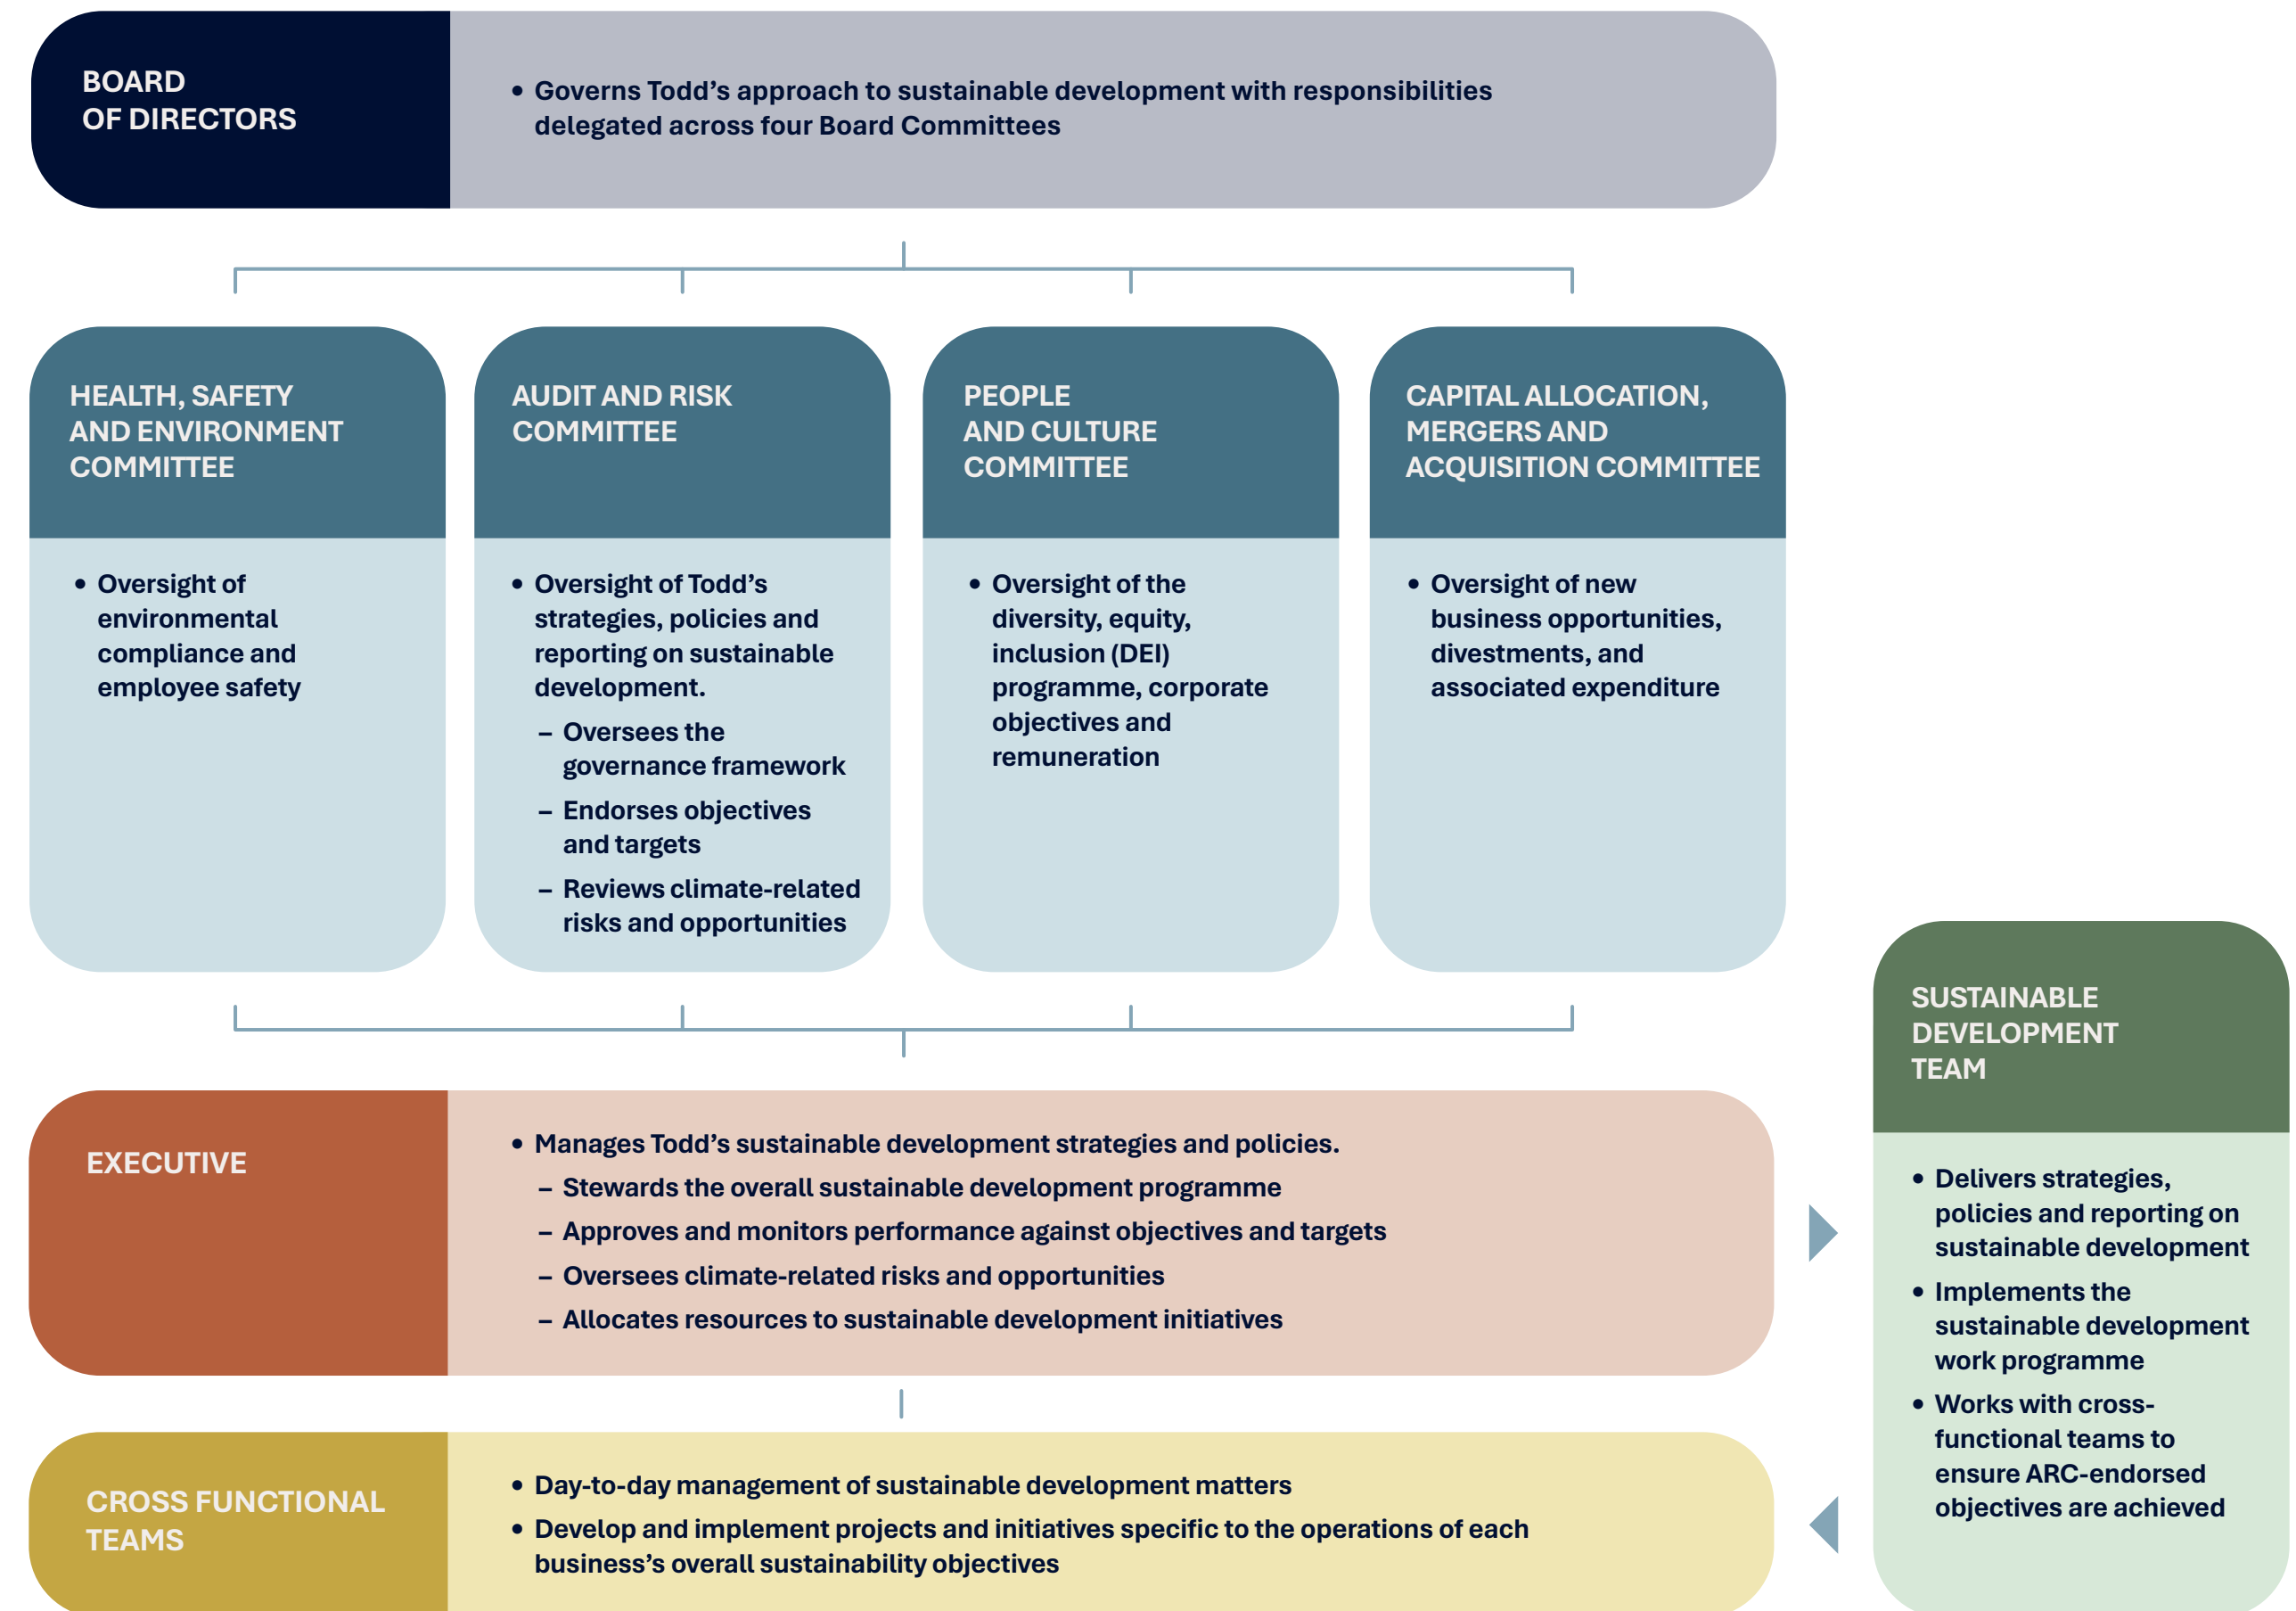 BOARD
OF DIRECTORS
• Governs Todd’s approach to sustainable development with responsibilities
delegated across four Board Committees
HEALTH, SAFETY
AND ENVIRONMENT
COMMITTEE
• Oversight of
environmental
compliance and
employee safety
AUDIT AND RISK
COMMITTEE
• Oversight of Todd’s
strategies, policies and
reporting on sustainable
development.
– Oversees the
governance framework
– Endorses objectives
and targets
– Reviews climate-related
risks and opportunities
PEOPLE
AND CULTURE
COMMITTEE
• Oversight of the
diversity, equity,
inclusion (DEI)
programme, corporate
objectives and
remuneration
CAPITAL ALLOCATION,
MERGERS AND
ACQUISITION COMMITTEE
• Oversight of new
business opportunities,
divestments, and
associated expenditure
EXECUTIVE
• Manages Todd’s sustainable development strategies and policies.
– Stewards the overall sustainable development programme
– Approves and monitors performance against objectives and targets
– Oversees climate-related risks and opportunities
– Allocates resources to sustainable development initiatives
SUSTAINABLE
DEVELOPMENT
TEAM
• Delivers strategies,
policies and reporting on
sustainable development
• Implements the
sustainable development
work programme
• Works with cross-
functional teams to
ensure ARC-endorsed
objectives are achieved
CROSS FUNCTIONAL
TEAMS
• Day-to-day management of sustainable development matters
• Develop and implement projects and initiatives specific to the operations of each
business’s overall sustainability objectives